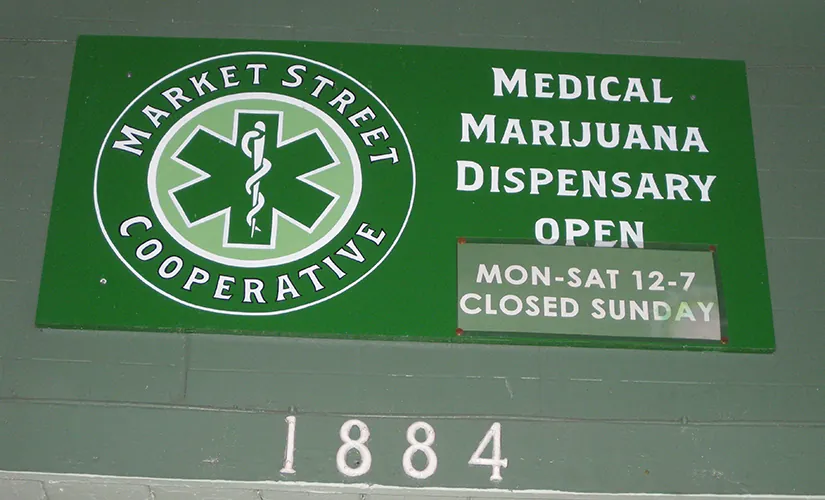 MARKET STREET
COOPERATIVE
MEDICAL
MARIJUANA
DISPENSARY
OPEN
MON-SAT 12-7
CLOSED SUNDAY
1884